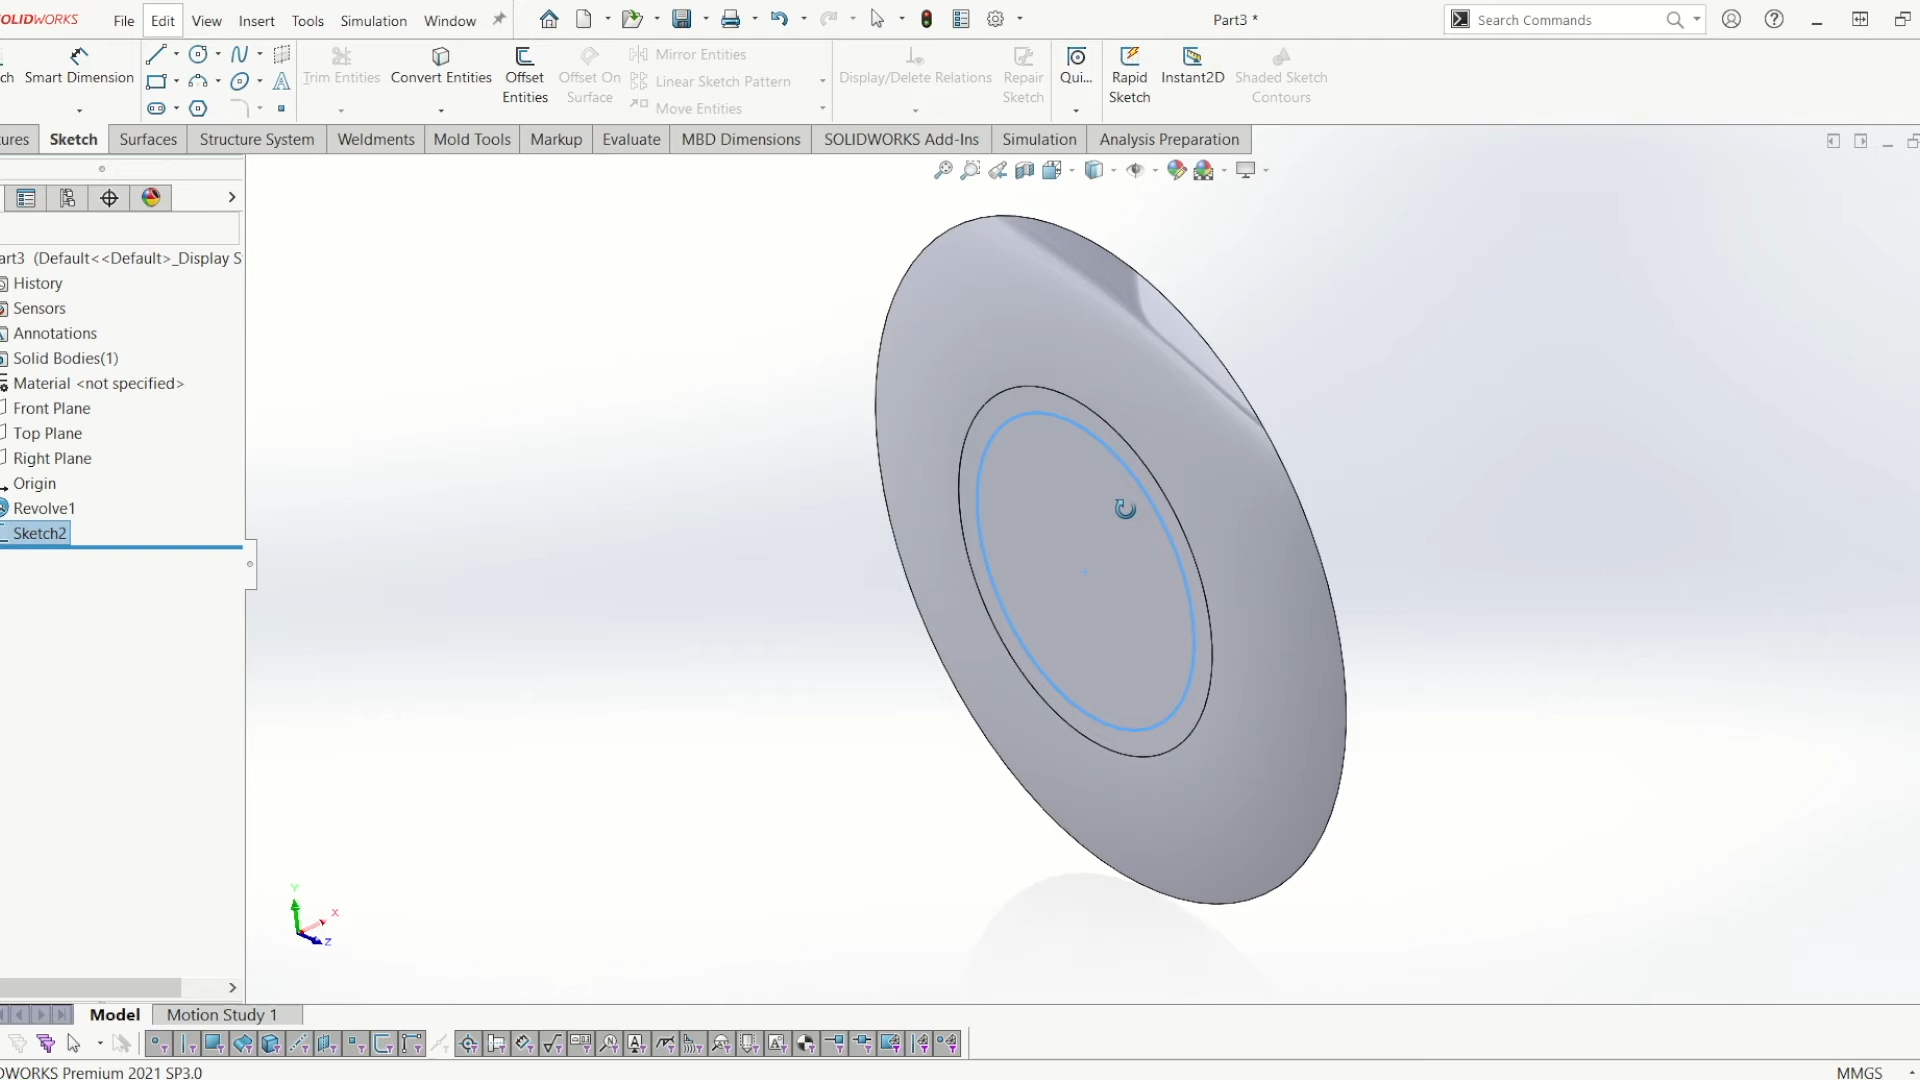 SOLIDWORKS File Edit View Insert Tools Simulation Window Part3 * Search Commands
ch Smart Dimension Trim Entities Convert Entities Offset Entities Offset On Surface Mirror Entities Linear Sketch Pattern Move Entities Display/Delete Relations Repair Sketch Qui... Rapid Sketch Instant2D Shaded Sketch Contours
ures Sketch Surfaces Structure System Weldments Mold Tools Markup Evaluate MBD Dimensions SOLIDWORKS Add-Ins Simulation Analysis Preparation
art3 (Default<<Default>_Display S
History
Sensors
Annotations
Solid Bodies(1)
Material <not specified>
Front Plane
Top Plane
Right Plane
Origin
Revolve1
Sketch2
Y
X
Z
Model Motion Study 1
DWORKS Premium 2021 SP3.0 MMGS